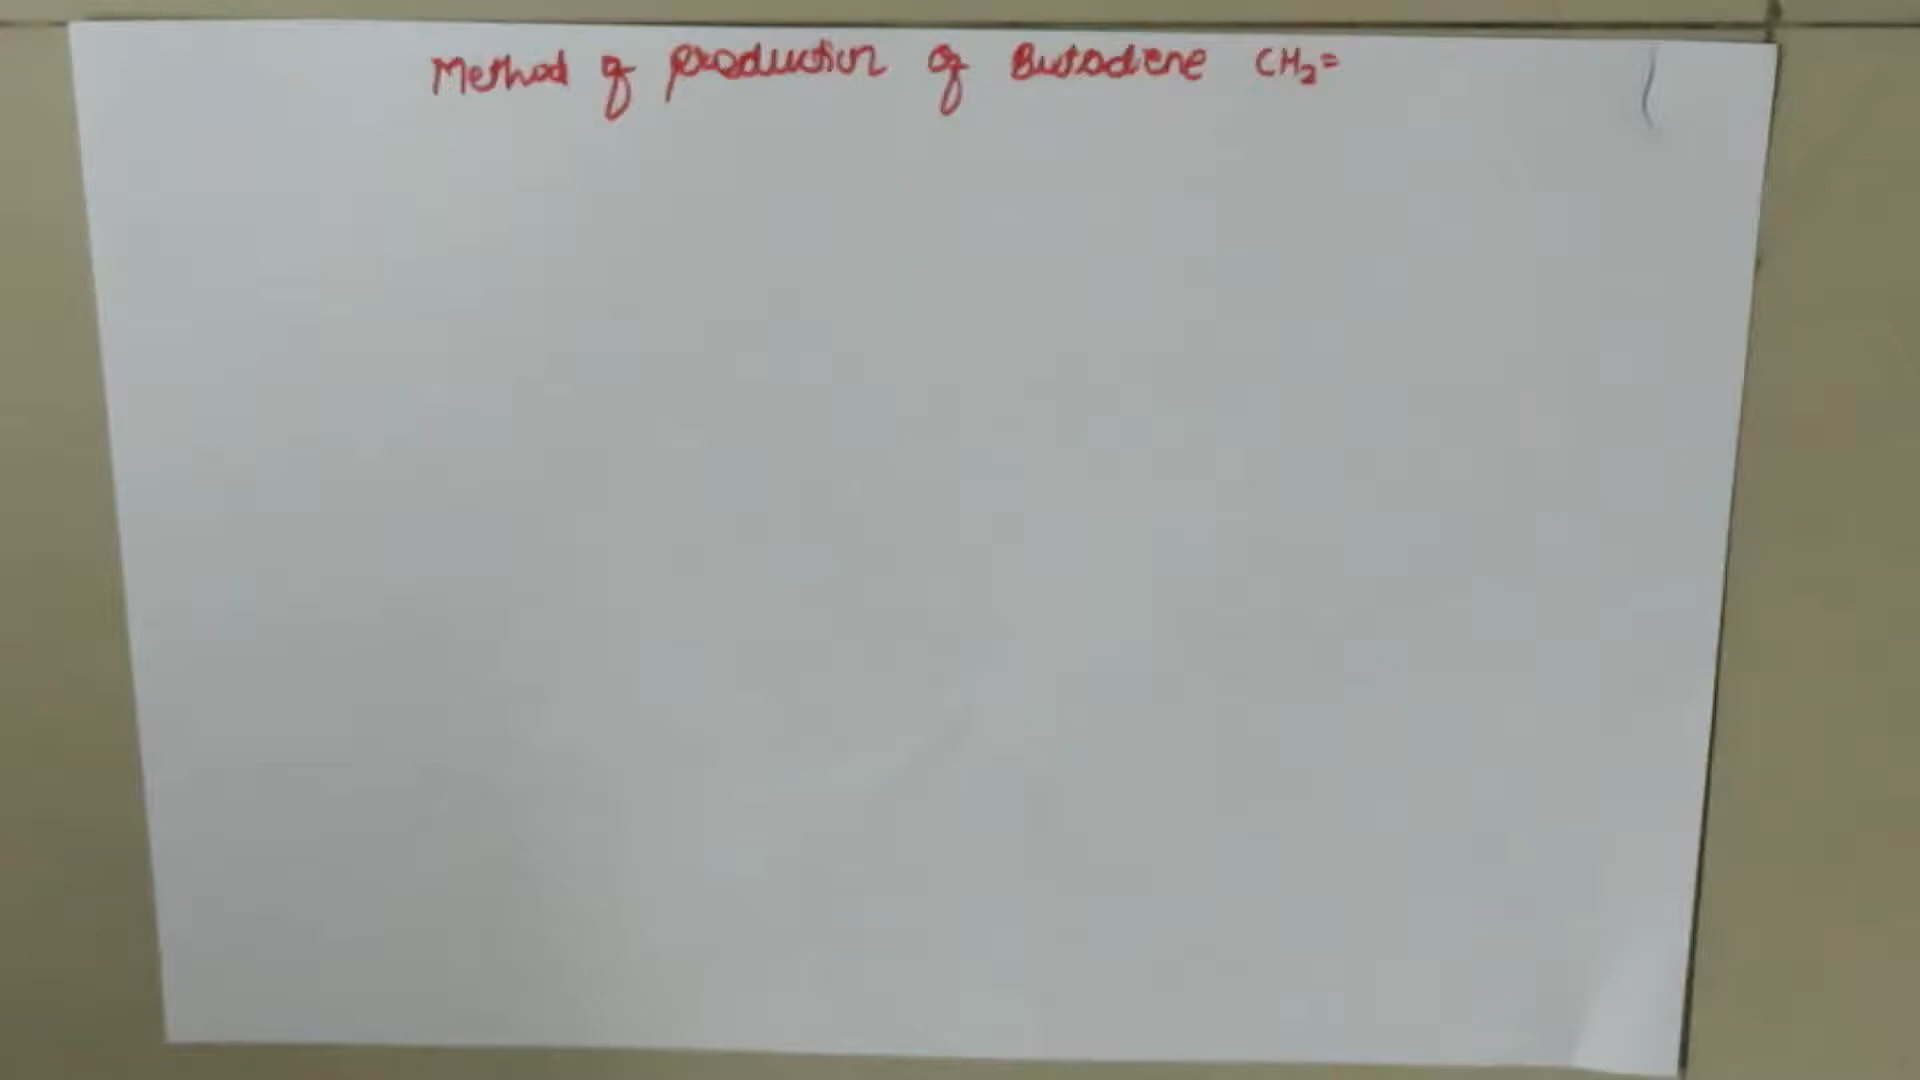 Method of production of Butadiene CH₂=